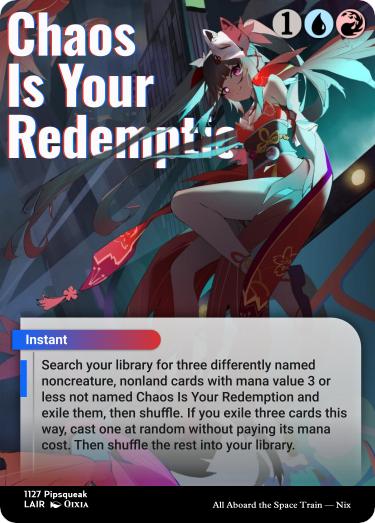 Chaos
1
Is Your
Redemptio
Instant
Search your library for three differently named
noncreature, nonland cards with mana value 3 or
less not named Chaos Is Your Redemption and
exile them, then shuffle. If you exile three cards this
way, cast one at random without paying its mana
cost. Then shuffle the rest into your library.
1127 Pipsqueak
LAIR Oixia
All Aboard the Space Train — Nix